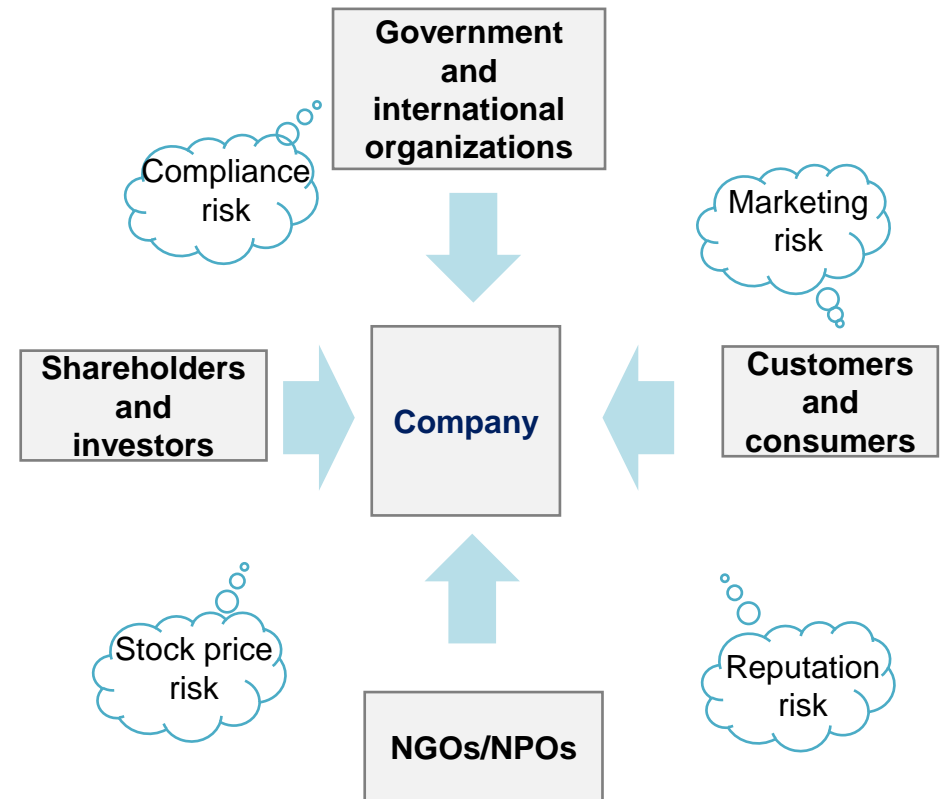 Government
and
international
organizations
Compliance
risk
Marketing
risk
Shareholders
and
investors
Company
Customers
and
consumers
Stock price
risk
Reputation
risk
NGOs/NPOs